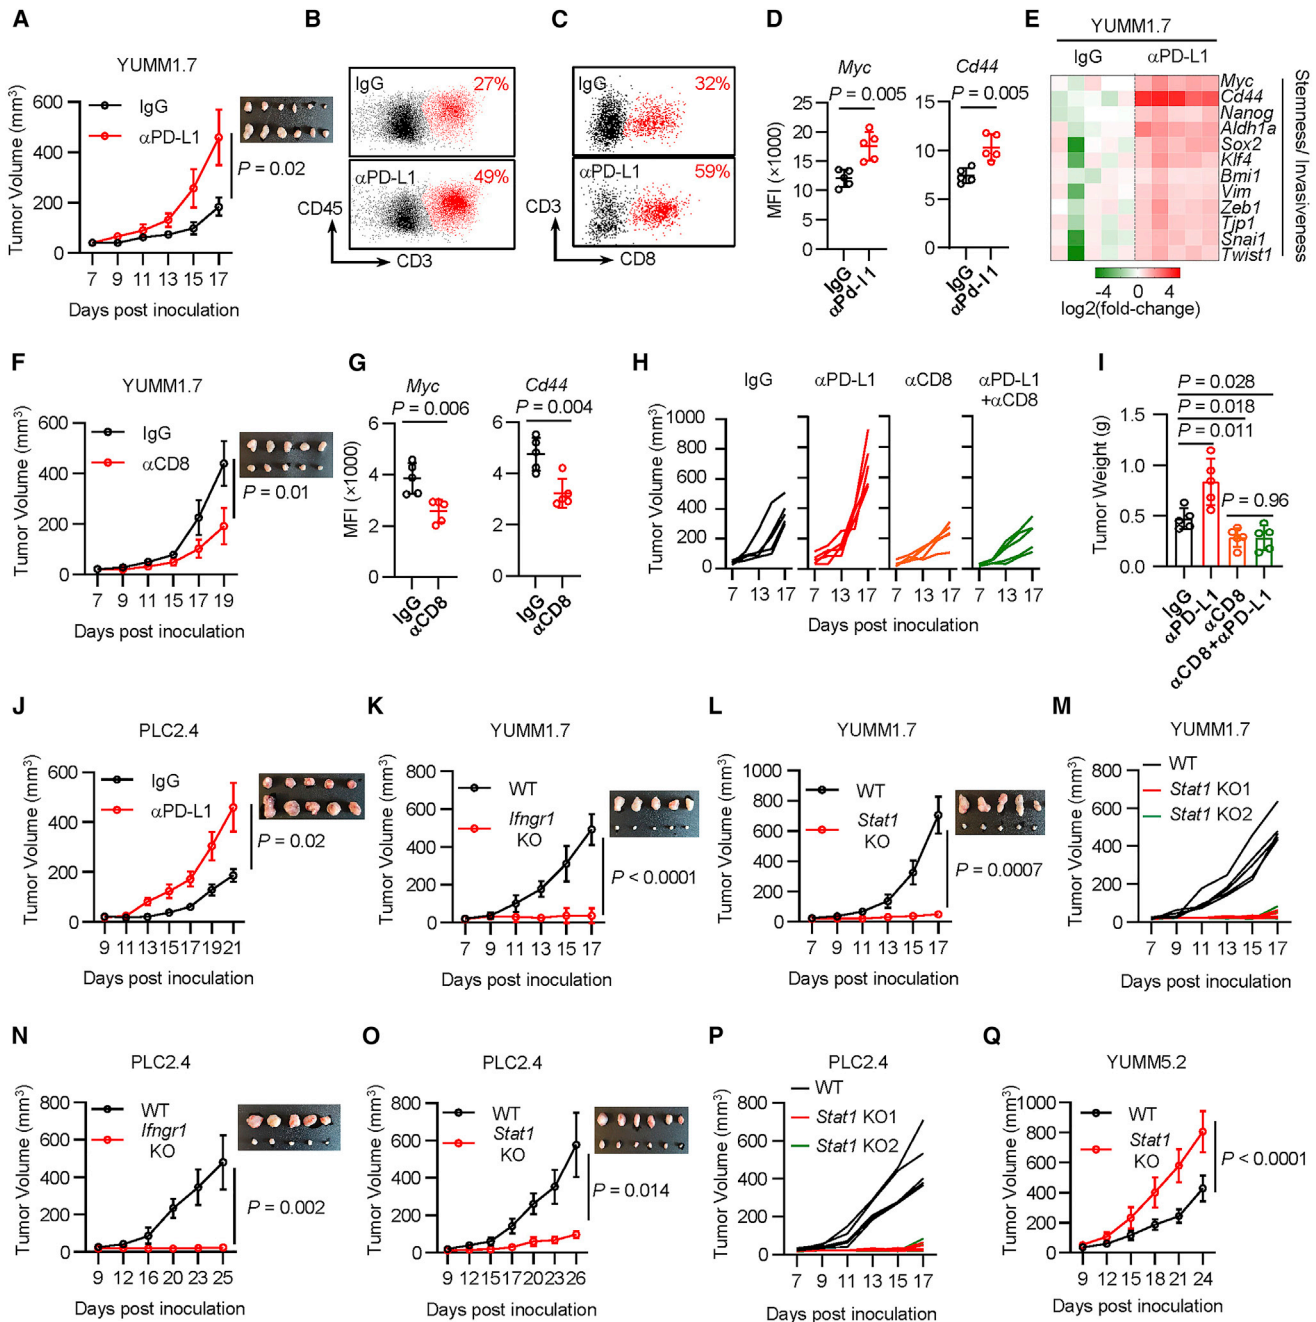 A
YUMM1.7
Tumor Volume (mm³)
600
400
200
0
IgG
αPD-L1
P = 0.02
7 9 11 13 15 17
Days post inoculation
B
IgG
27%
αPD-L1
49%
CD45
CD3
C
IgG
32%
αPD-L1
59%
CD3
CD8
D
Myc
P = 0.005
MFI (×1000)
25
20
15
10
5
0
IgG
αPd-l1
Cd44
P = 0.005
15
10
5
0
IgG
αPd-l1
E
YUMM1.7
IgG αPD-L1
Myc
Cd44
Nanog
Aldh1a
Sox2
Klf4
Bmi1
Vim
Zeb1
Tjp1
Snai1
Twist1
Stemness/ Invasiveness
-4 0 4
log2(fold-change)
F
YUMM1.7
Tumor Volume (mm³)
600
400
200
0
IgG
αCD8
P = 0.01
7 9 11 15 17 19
Days post inoculation
G
Myc
P = 0.006
MFI (×1000)
6
4
2
0
IgG
αCD8
Cd44
P = 0.004
6
4
2
0
IgG
αCD8
H
IgG αPD-L1 αCD8 αPD-L1
+αCD8
Tumor Volume (mm³)
1000
800
600
400
200
0
7 13 17 7 13 17 7 13 17 7 13 17
Days post inoculation
I
P = 0.028
P = 0.018
P = 0.011
P = 0.96
Tumor Weight (g)
1.5
1.0
0.5
0.0
IgG
αPD-L1
αCD8
αCD8+αPD-L1
J
PLC2.4
Tumor Volume (mm³)
600
400
200
0
IgG
αPD-L1
P = 0.02
9 11 13 15 17 19 21
Days post inoculation
K
YUMM1.7
Tumor Volume (mm³)
800
600
400
200
0
WT
Ifngr1
KO
P < 0.0001
7 9 11 13 15 17
Days post inoculation
L
YUMM1.7
Tumor Volume (mm³)
1000
800
600
400
200
0
WT
Stat1
KO
P = 0.0007
7 9 11 13 15 17
Days post inoculation
M
YUMM1.7
Tumor Volume (mm³)
800
600
400
200
0
WT
Stat1 KO1
Stat1 KO2
7 9 11 13 15 17
Days post inoculation
N
PLC2.4
Tumor Volume (mm³)
800
600
400
200
0
WT
Ifngr1
KO
P = 0.002
9 12 16 20 23 25
Days post inoculation
O
PLC2.4
Tumor Volume (mm³)
800
600
400
200
0
WT
Stat1
KO
P = 0.014
9 12 15 17 20 23 26
Days post inoculation
P
PLC2.4
Tumor Volume (mm³)
800
600
400
200
0
WT
Stat1 KO1
Stat1 KO2
7 9 11 13 15 17
Days post inoculation
Q
YUMM5.2
Tumor Volume (mm³)
1000
800
600
400
200
0
WT
Stat1
KO
P < 0.0001
9 12 15 18 21 24
Days post inoculation